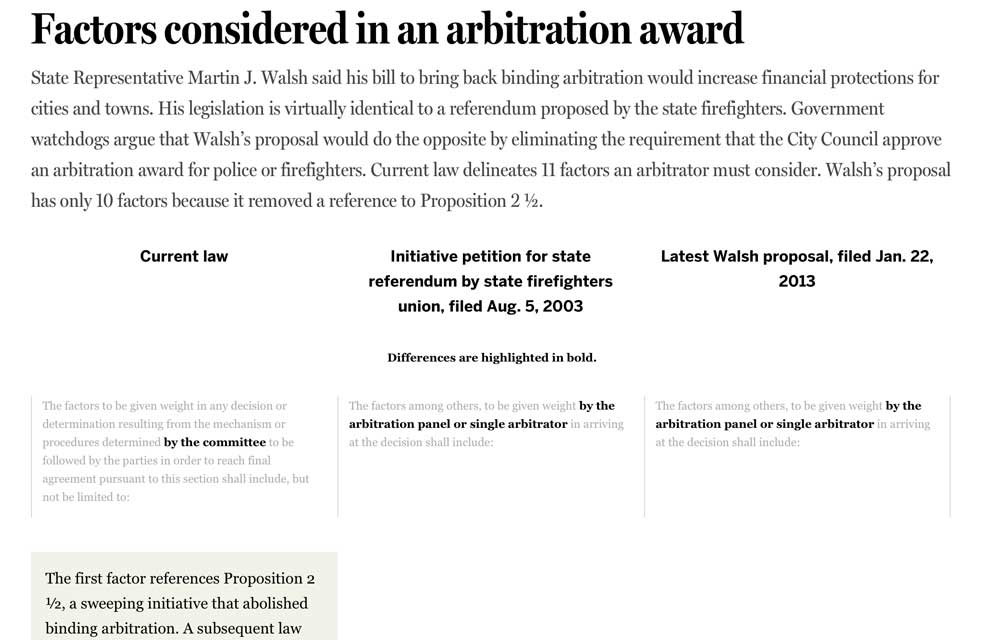 Factors considered in an arbitration award
State Representative Martin J. Walsh said his bill to bring back binding arbitration would increase financial protections for
cities and towns. His legislation is virtually identical to a referendum proposed by the state firefighters. Government
watchdogs argue that Walsh’s proposal would do the opposite by eliminating the requirement that the City Council approve
an arbitration award for police or firefighters. Current law delineates 11 factors an arbitrator must consider. Walsh’s proposal
has only 10 factors because it removed a reference to Proposition 2 ½.
Current law
Initiative petition for state
referendum by state firefighters
union, filed Aug. 5, 2003
Latest Walsh proposal, filed Jan. 22,
2013
Differences are highlighted in bold.
The factors to be given weight in any decision or
determination resulting from the mechanism or
procedures determined by the committee to be
followed by the parties in order to reach final
agreement pursuant to this section shall include, but
not be limited to:
The factors among others, to be given weight by the
arbitration panel or single arbitrator in arriving
at the decision shall include:
The factors among others, to be given weight by the
arbitration panel or single arbitrator in arriving
at the decision shall include:
The first factor references Proposition 2
½, a sweeping initiative that abolished
binding arbitration. A subsequent law